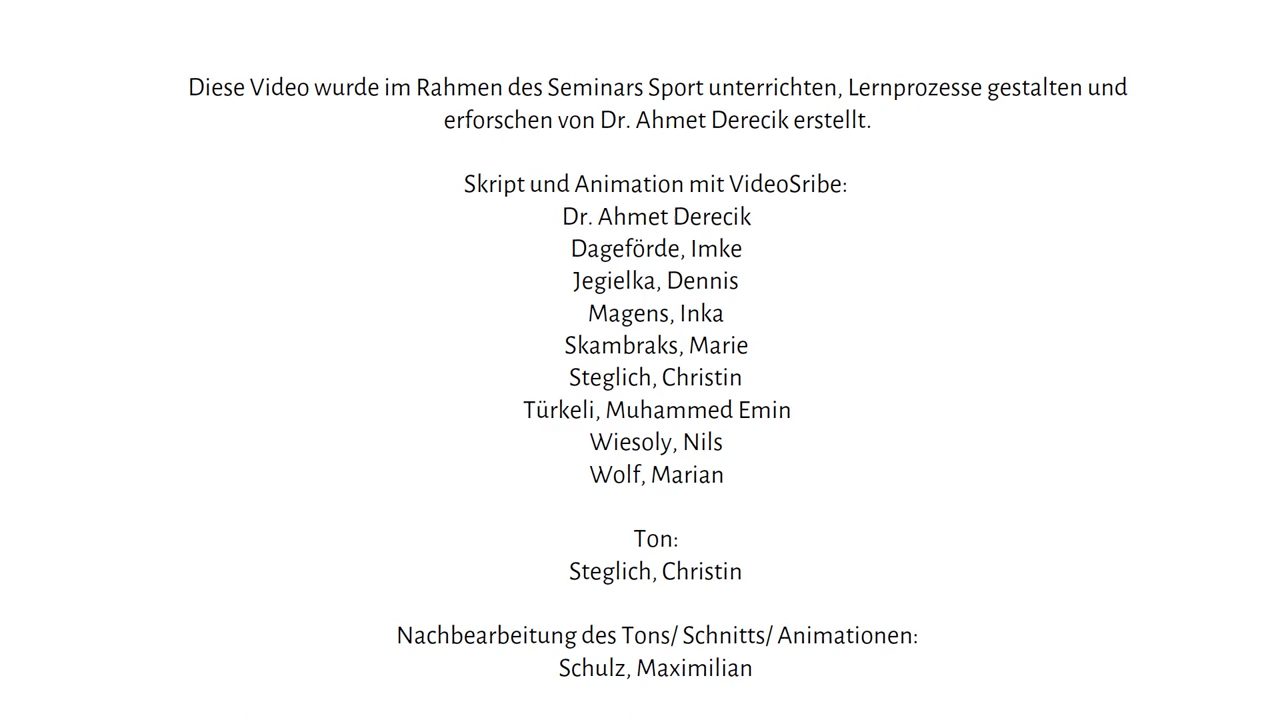 Diese Video wurde im Rahmen des Seminars Sport unterrichten, Lernprozesse gestalten und
erforschen von Dr. Ahmet Derecik erstellt.
Skript und Animation mit VideoSribe:
Dr. Ahmet Derecik
Dageförde, Imke
Jegielka, Dennis
Magens, Inka
Skambraks, Marie
Steglich, Christin
Türkeli, Muhammed Emin
Wiesoly, Nils
Wolf, Marian
Ton:
Steglich, Christin
Nachbearbeitung des Tons/ Schnitts/ Animationen:
Schulz, Maximilian